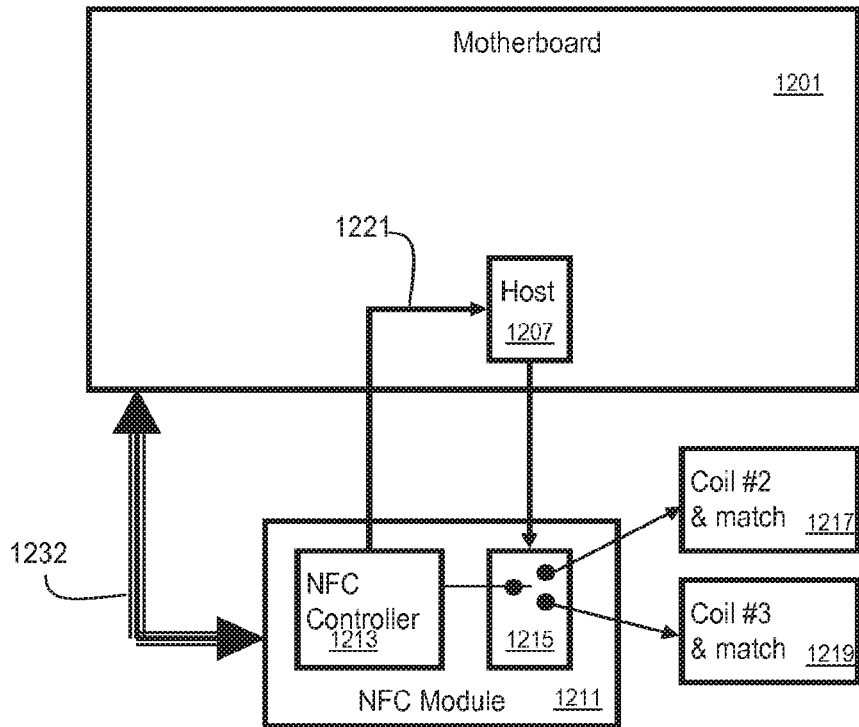 Motherboard
1201
1221
Host
1207
Coil #2
& match
1217
1232
NFC
Controller
1213
1215
Coil #3
& match
1219
NFC Module
1211